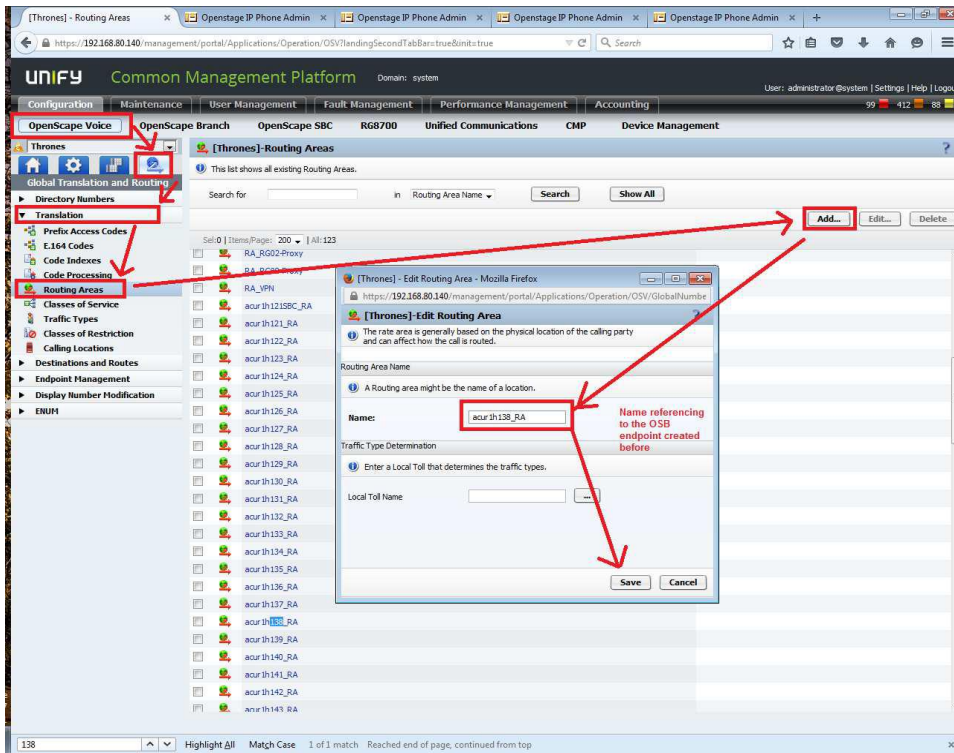 [Thrones] - Routing Areas ×
Openstage IP Phone Admin ×
Openstage IP Phone Admin ×
Openstage IP Phone Admin ×
Openstage IP Phone Admin ×
+
https://192.168.80.140/management/portal/Applications/Operation/OSV?landingSecondTabBar=true&init=true
Search
UNIFY Common Management Platform Domain: system
User: administrator@system | Settings | Help | Logou
Configuration Maintenance User Management Fault Management Performance Management Accounting 99 412 88
OpenScape Voice OpenScape Branch OpenScape SBC RG8700 Unified Communications CMP Device Management
Thrones
Global Translation and Routing
Directory Numbers
Translation
Prefix Access Codes
E.164 Codes
Code Indexes
Code Processing
Routing Areas
Classes of Service
Traffic Types
Classes of Restriction
Calling Locations
Destinations and Routes
Endpoint Management
Display Number Modification
ENUM
[Thrones]-Routing Areas ?
This list shows all existing Routing Areas.
Search for in Routing Area Name Search Show All
Add... Edit... Delete
Sel:0 | Items/Page: 200 | All:123
RA_RG02-Proxy
RA_VPN
acur1h121SBC_RA
acur1h121_RA
acur1h122_RA
acur1h123_RA
acur1h124_RA
acur1h125_RA
acur1h126_RA
acur1h127_RA
acur1h128_RA
acur1h129_RA
acur1h130_RA
acur1h131_RA
acur1h132_RA
acur1h133_RA
acur1h134_RA
acur1h135_RA
acur1h136_RA
acur1h137_RA
acur1h138_RA
acur1h139_RA
acur1h140_RA
acur1h141_RA
acur1h142_RA
acur1h143_RA
[Thrones] - Edit Routing Area - Mozilla Firefox
https://192.168.80.140/management/portal/Applications/Operation/OSV/GlobalNumbe
[Thrones]-Edit Routing Area ?
The rate area is generally based on the physical location of the calling party
and can affect how the call is routed.
Routing Area Name
A Routing area might be the name of a location.
Name: acur1h138_RA
Name referencing
to the OSB
endpoint created
before
Traffic Type Determination
Enter a Local Toll that determines the traffic types.
Local Toll Name ...
Save Cancel
138 Highlight All Match Case 1 of 1 match Reached end of page, continued from top ×